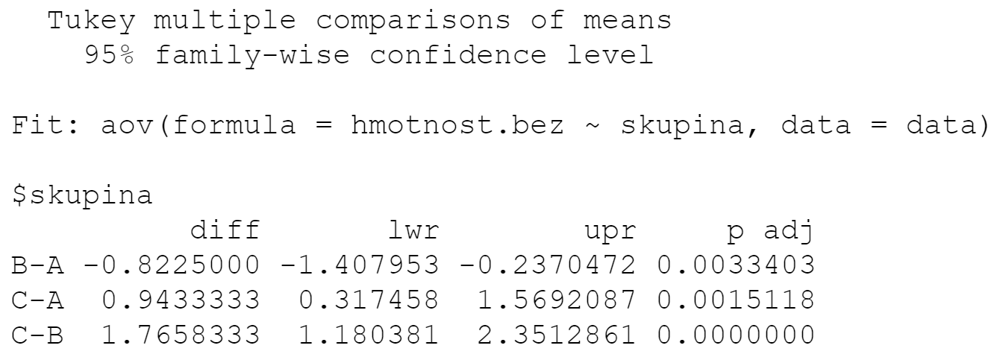 Tukey multiple comparisons of means
95% family-wise confidence level
Fit: aov(formula = hmotnost.bez ~ skupina, data = data)
$skupina
diff lwr upr p adj
B-A -0.8225000 -1.407953 -0.2370472 0.0033403
C-A 0.9433333 0.317458 1.5692087 0.0015118
C-B 1.7658333 1.180381 2.3512861 0.0000000